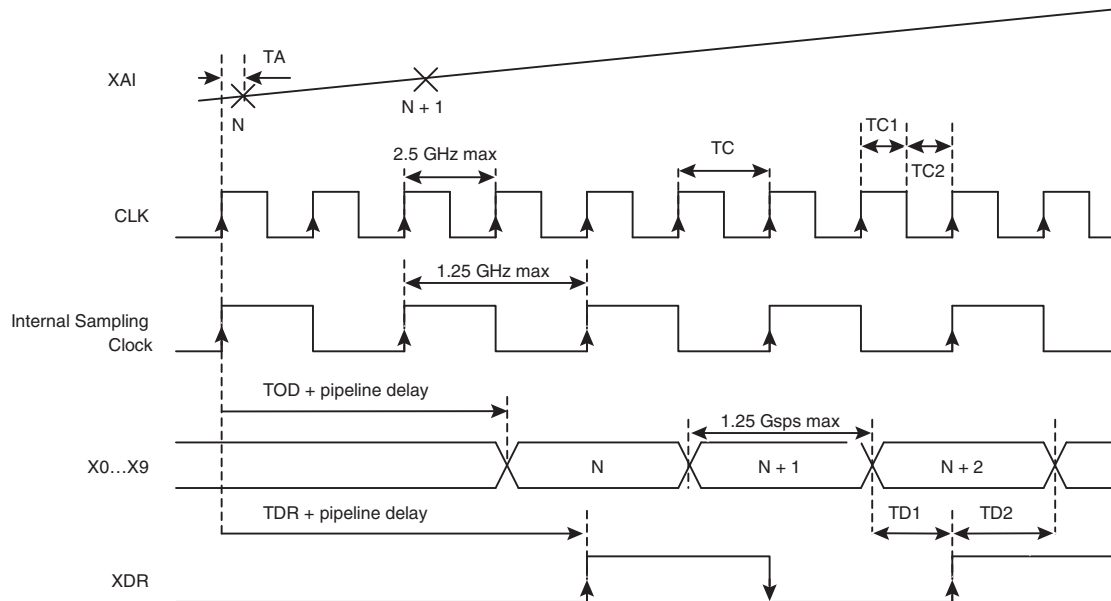 TA
XAI
N
N + 1
TC1
2.5 GHz max
TC
TC2
CLK
1.25 GHz max
Internal Sampling
Clock
TOD + pipeline delay
1.25 Gsps max
X0...X9
N
N + 1
N + 2
TDR + pipeline delay
TD1
TD2
XDR